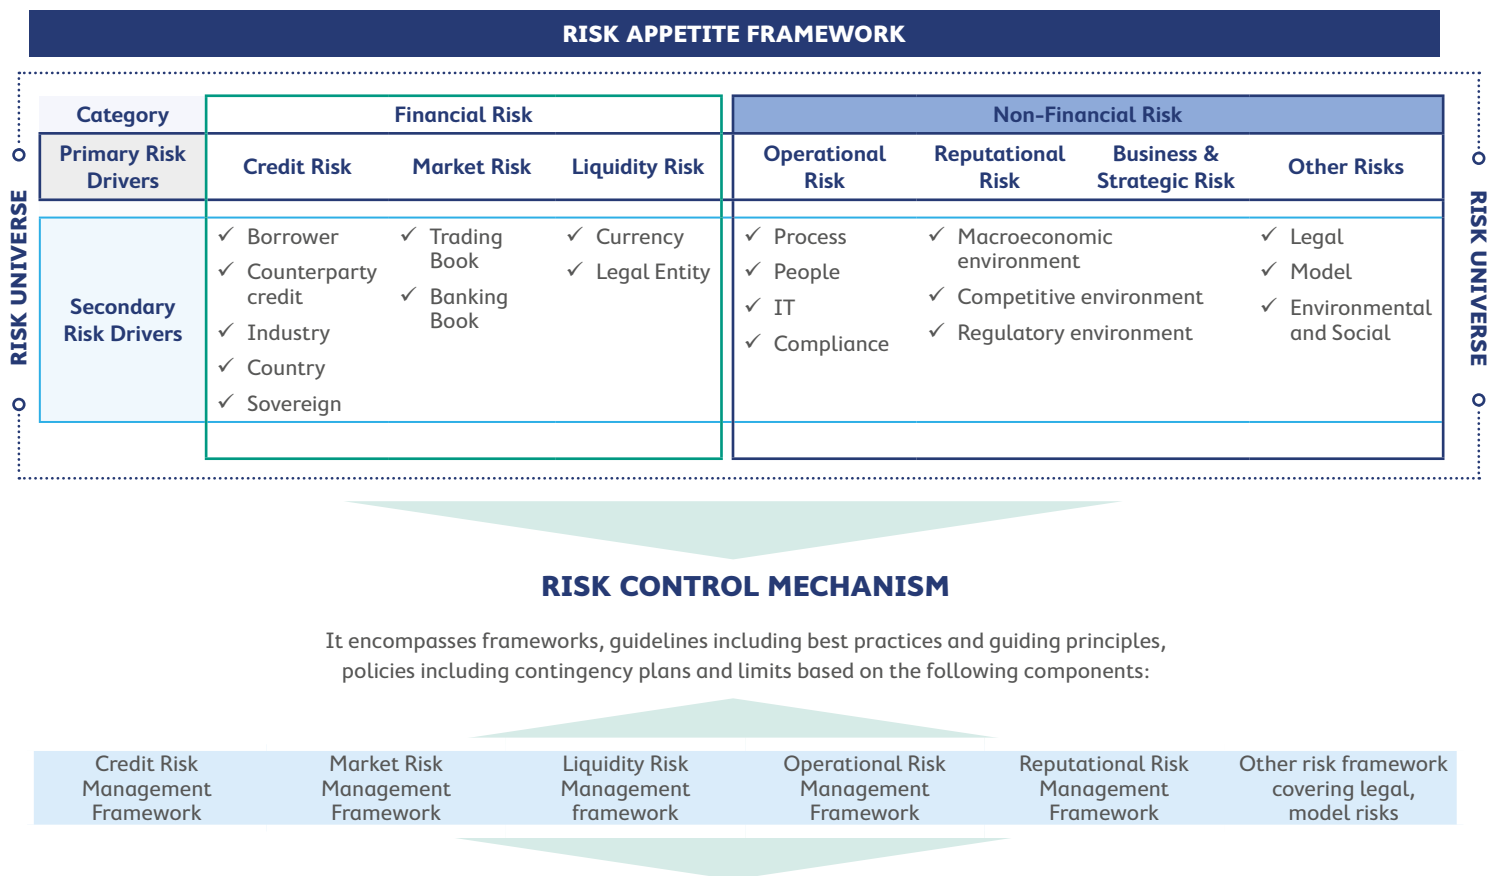 RISK APPETITE FRAMEWORK
Category
Financial Risk
Non-Financial Risk
Primary Risk
Drivers
Credit Risk
Market Risk
Liquidity Risk
Operational
Risk
Reputational
Risk
Business &
Strategic Risk
Other Risks
RISK UNIVERSE
Secondary
Risk Drivers
✓ Borrower
✓ Counterparty
credit
✓ Industry
✓ Country
✓ Sovereign
✓ Trading
Book
✓ Banking
Book
✓ Currency
✓ Legal Entity
✓ Process
✓ People
✓ IT
✓ Compliance
✓ Macroeconomic
environment
✓ Competitive environment
✓ Regulatory environment
✓ Legal
✓ Model
✓ Environmental
and Social
RISK UNIVERSE
RISK CONTROL MECHANISM
It encompasses frameworks, guidelines including best practices and guiding principles,
policies including contingency plans and limits based on the following components:
Credit Risk
Management
Framework
Market Risk
Management
Framework
Liquidity Risk
Management
framework
Operational Risk
Management
Framework
Reputational Risk
Management
Framework
Other risk framework
covering legal,
model risks